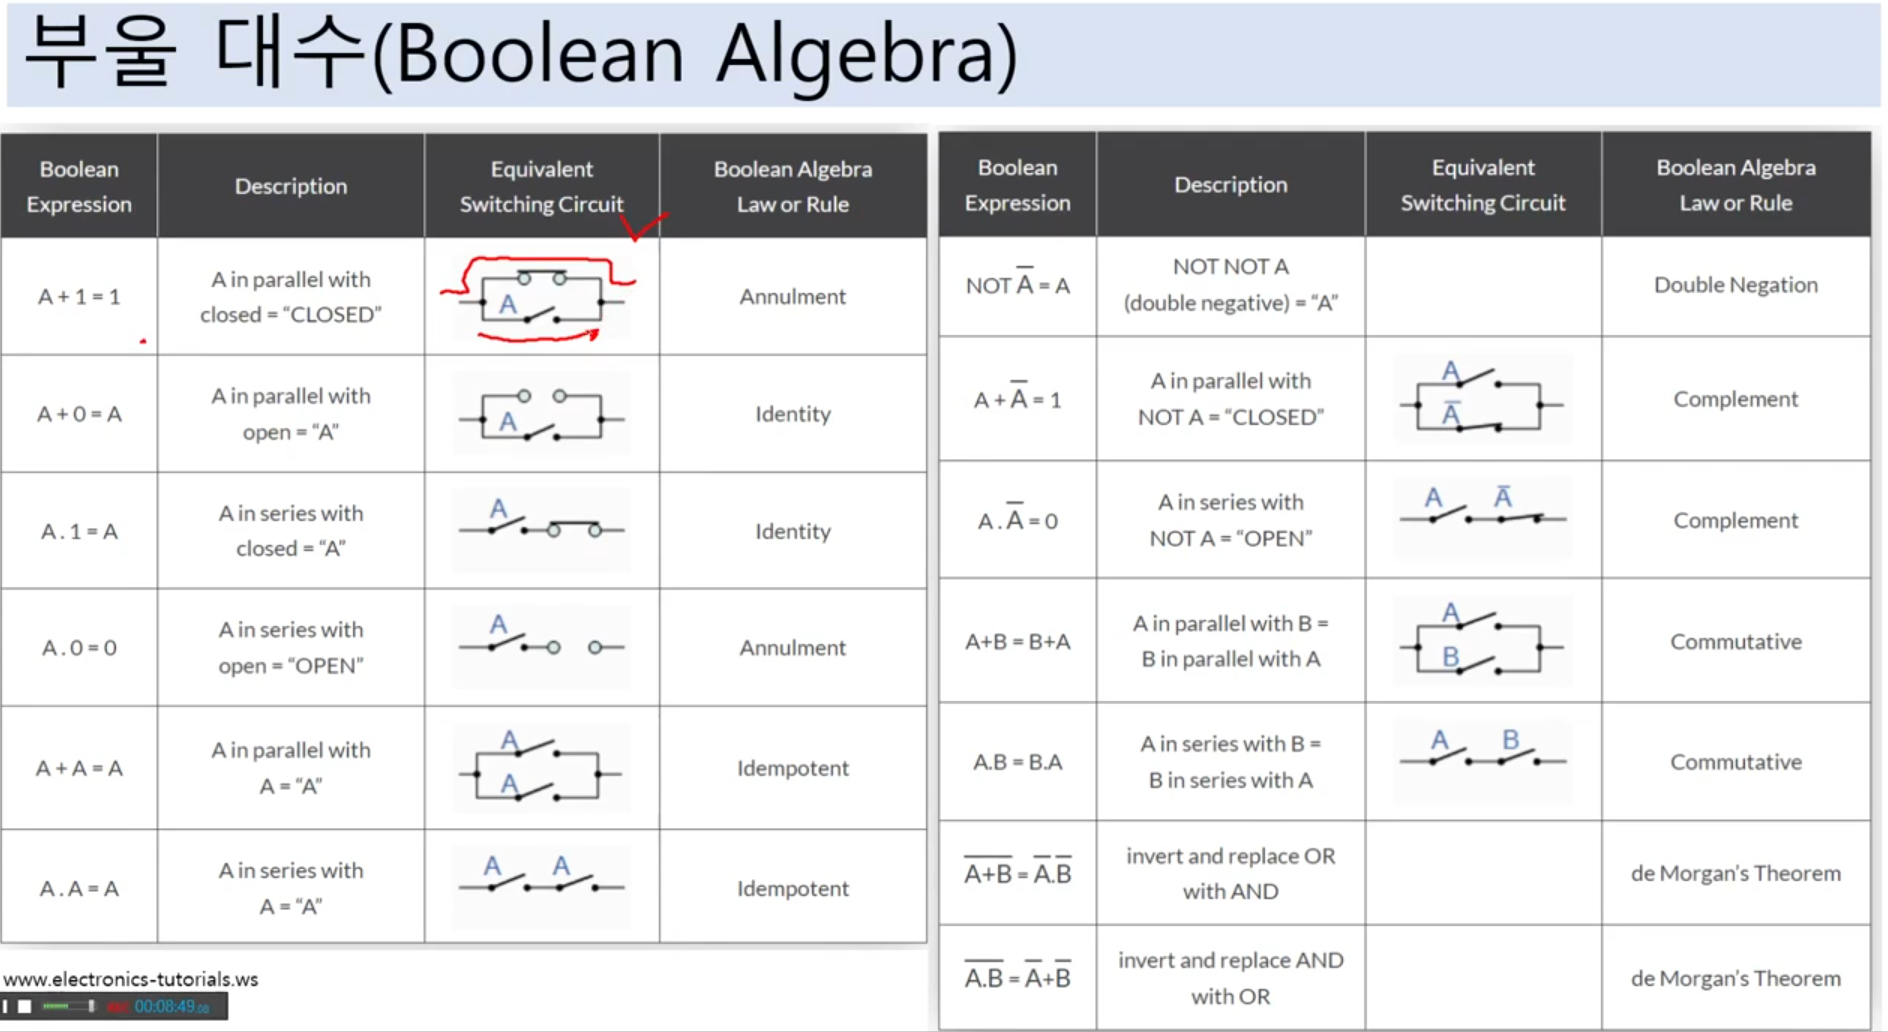 부울 대수(Boolean Algebra)
Boolean
Expression
Description
Equivalent
Switching Circuit
Boolean Algebra
Law or Rule
A + 1 = 1
A in parallel with
closed = “CLOSED”
A
Annulment
A + 0 = A
A in parallel with
open = “A”
A
Identity
A . 1 = A
A in series with
closed = “A”
A
Identity
A . 0 = 0
A in series with
open = “OPEN”
A
Annulment
A + A = A
A in parallel with
A = “A”
A
A
Idempotent
A . A = A
A in series with
A = “A”
A A
Idempotent
Boolean
Expression
Description
Equivalent
Switching Circuit
Boolean Algebra
Law or Rule
NOT A̅ = A
NOT NOT A
(double negative) = “A”
Double Negation
A + A̅ = 1
A in parallel with
NOT A = “CLOSED”
A
A̅
Complement
A . A̅ = 0
A in series with
NOT A = “OPEN”
A A̅
Complement
A+B = B+A
A in parallel with B =
B in parallel with A
A
B
Commutative
A.B = B.A
A in series with B =
B in series with A
A B
Commutative
A̅+̅B̅ = A̅.B̅
invert and replace OR
with AND
de Morgan’s Theorem
A̅.̅B̅ = A̅+B̅
invert and replace AND
with OR
de Morgan’s Theorem
www.electronics-tutorials.ws
00:08:49